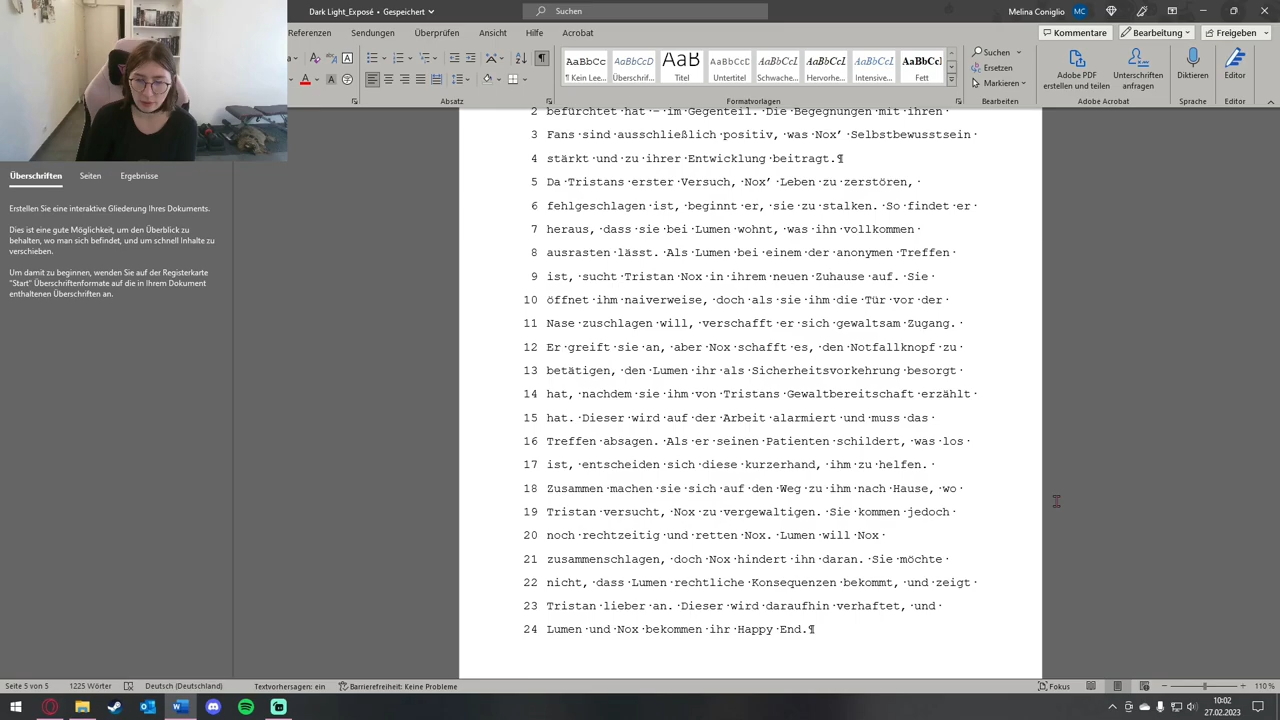 Dark Light_Exposé • Gespeichert
Suchen
Melina Coniglio
MC
Referenzen
Sendungen
Überprüfen
Ansicht
Hilfe
Acrobat
Kommentare
Bearbeitung
Freigeben
AaBbCc
AaBbCcD
AaB
AaBbCcD
AaBbCcL
AaBbCcL
AaBbCcL
AaBbCcI
¶ Kein Lee...
Überschrif...
Titel
Untertitel
Schwache...
Hervorhe...
Intensive...
Fett
Suchen
Ersetzen
Markieren
Adobe PDF
erstellen und teilen
Unterschriften
anfragen
Diktieren
Editor
Absatz
Formatvorlagen
Bearbeiten
Adobe Acrobat
Sprache
Editor
Überschriften
Seiten
Ergebnisse
Erstellen Sie eine interaktive Gliederung Ihres Dokuments.
Dies ist eine gute Möglichkeit, um den Überblick zu
behalten, wo man sich befindet, und um schnell Inhalte zu
verschieben.
Um damit zu beginnen, wenden Sie auf der Registerkarte
"Start" Überschriftenformate auf die in Ihrem Dokument
enthaltenen Überschriften an.
2 befürchtet hat – im Gegenteil. Die Begegnungen mit ihren
3 Fans sind ausschließlich positiv, was Nox’ Selbstbewusstsein
4 stärkt und zu ihrer Entwicklung beitragt.¶
5 Da Tristans erster Versuch, Nox’ Leben zu zerstören,
6 fehlgeschlagen ist, beginnt er, sie zu stalken. So findet er
7 heraus, dass sie bei Lumen wohnt, was ihn vollkommen
8 ausrasten lässt. Als Lumen bei einem der anonymen Treffen
9 ist, sucht Tristan Nox in ihrem neuen Zuhause auf. Sie
10 öffnet ihm naiverweise, doch als sie ihm die Tür vor der
11 Nase zuschlagen will, verschafft er sich gewaltsam Zugang.
12 Er greift sie an, aber Nox schafft es, den Notfallknopf zu
13 betätigen, den Lumen ihr als Sicherheitsvorkehrung besorgt
14 hat, nachdem sie ihm von Tristans Gewaltbereitschaft erzählt
15 hat. Dieser wird auf der Arbeit alarmiert und muss das
16 Treffen absagen. Als er seinen Patienten schildert, was los
17 ist, entscheiden sich diese kurzerhand, ihm zu helfen.
18 Zusammen machen sie sich auf den Weg zu ihm nach Hause, wo
19 Tristan versucht, Nox zu vergewaltigen. Sie kommen jedoch
20 noch rechtzeitig und retten Nox. Lumen will Nox
21 zusammenschlagen, doch Nox hindert ihn daran. Sie möchte
22 nicht, dass Lumen rechtliche Konsequenzen bekommt, und zeigt
23 Tristan lieber an. Dieser wird daraufhin verhaftet, und
24 Lumen und Nox bekommen ihr Happy End.¶
Seite 5 von 5
1225 Wörter
Deutsch (Deutschland)
Textvorhersagen: ein
Barrierefreiheit: Keine Probleme
Fokus
110 %
10:02
27.02.2023